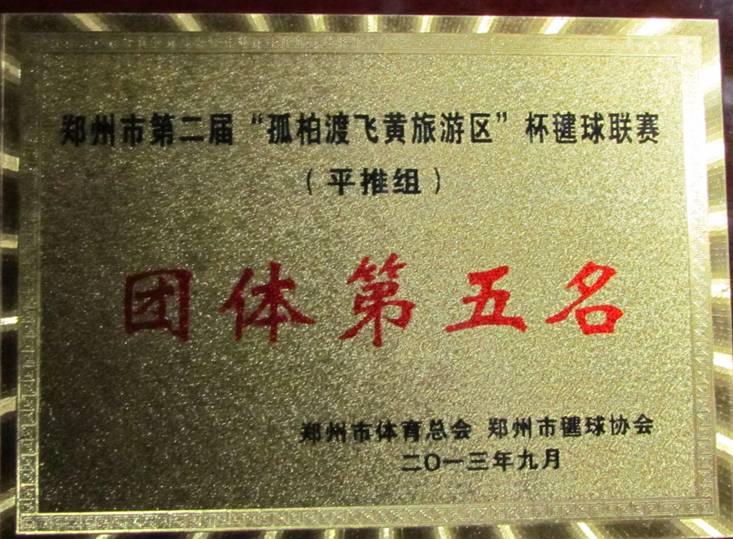 郑州市第二届“孤柏渡飞黄旅游区”杯毽球联赛
（平推组）
团体第五名
郑州市体育总会 郑州市毽球协会
二〇一三年九月